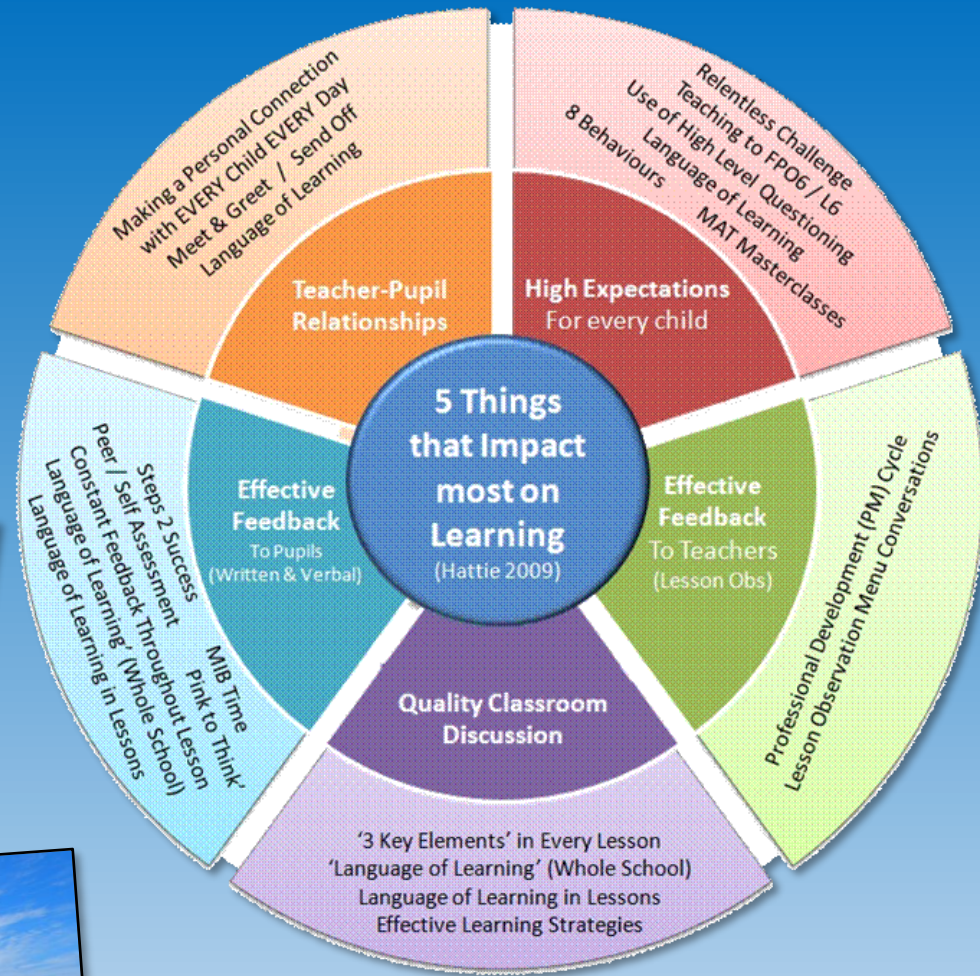 5 Things
that Impact
most on
Learning
(Hattie 2009)
High Expectations
For every child
Relentless Challenge
Teaching to FPO6 / L6
Use of High Level Questioning
Language of Learning
8 Behaviours
MAT Masterclasses
Effective
Feedback
To Teachers
(Lesson Obs)
Professional Development (PM) Cycle
Lesson Observation Menu Conversations
Quality Classroom
Discussion
'3 Key Elements' in Every Lesson
'Language of Learning' (Whole School)
Language of Learning in Lessons
Effective Learning Strategies
Effective
Feedback
To Pupils
(Written & Verbal)
Steps 2 Success
Peer / Self Assessment
MIB Time
Constant Feedback Throughout Lesson
Pink to Think'
Language of Learning' (Whole School)
Language of Learning in Lessons
Teacher-Pupil
Relationships
Making a Personal Connection
with EVERY Child EVERY Day
Meet & Greet / Send Off
Language of Learning